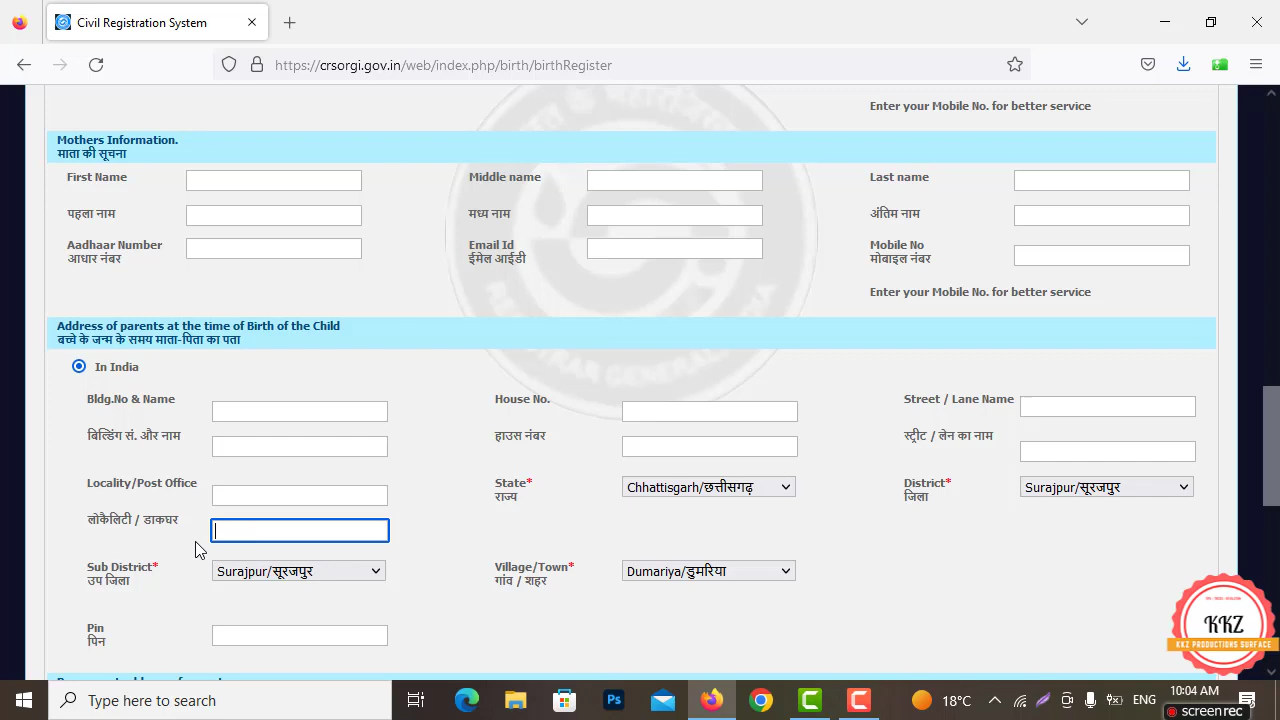 Civil Registration System
https://crsorgi.gov.in/web/index.php/birth/birthRegister
Enter your Mobile No. for better service
Mothers Information.
माता की सूचना
First Name
Middle name
Last name
पहला नाम
मध्य नाम
अंतिम नाम
Aadhaar Number
आधार नंबर
Email Id
ईमेल आईडी
Mobile No
मोबाइल नंबर
Enter your Mobile No. for better service
Address of parents at the time of Birth of the Child
बच्चे के जन्म के समय माता-पिता का पता
In India
Bldg.No & Name
House No.
Street / Lane Name
बिल्डिंग सं. और नाम
हाउस नंबर
स्ट्रीट / लेन का नाम
Locality/Post Office
State*
राज्य
Chhattisgarh/छत्तीसगढ़
District*
जिला
Surajpur/सूरजपुर
लोकैलिटी / डाकघर
Sub District*
उप जिला
Surajpur/सूरजपुर
Village/Town*
गांव / शहर
Dumariya/डुमरिया
Pin
पिन
KKZ
KKZ PRODUCTIONS SURFACE
Type here to search
Ps
18°C
ENG
10:04 AM
screenrec